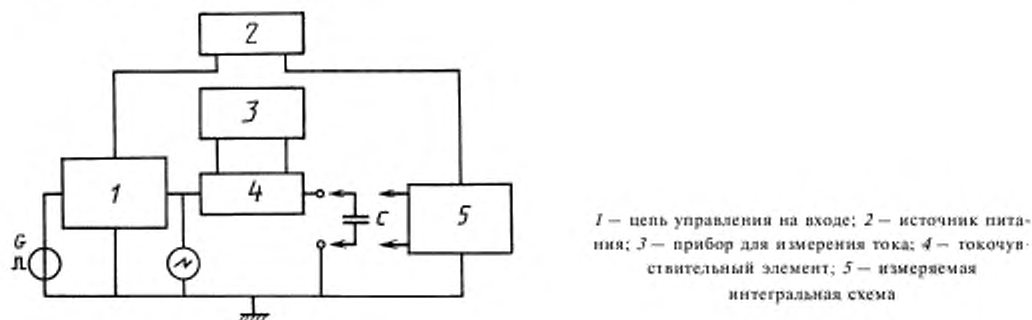 2
3
1
4
5
G
C
1 — цепь управления на входе; 2 — источник пита-
ния; 3 — прибор для измерения тока; 4 — токочув-
ствительный элемент; 5 — измеряемая
интегральная схема